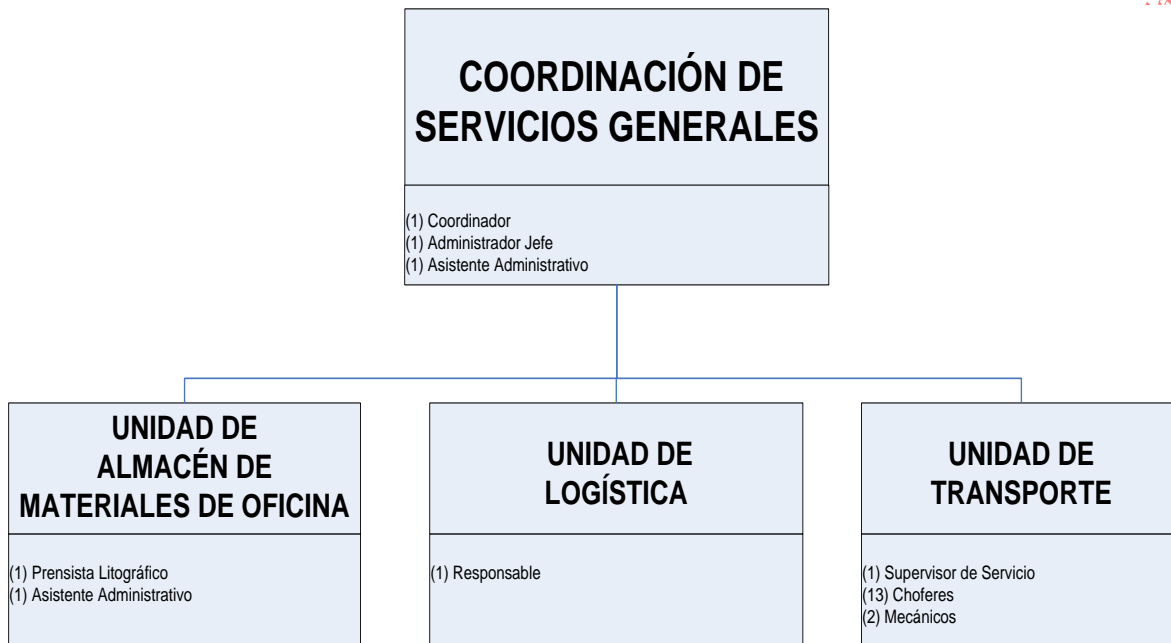 COORDINACIÓN DE
SERVICIOS GENERALES
(1) Coordinador
(1) Administrador Jefe
(1) Asistente Administrativo
UNIDAD DE
ALMACÉN DE
MATERIALES DE OFICINA
(1) Prensista Litográfico
(1) Asistente Administrativo
UNIDAD DE
LOGÍSTICA
(1) Responsable
UNIDAD DE
TRANSPORTE
(1) Supervisor de Servicio
(13) Choferes
(2) Mecánicos